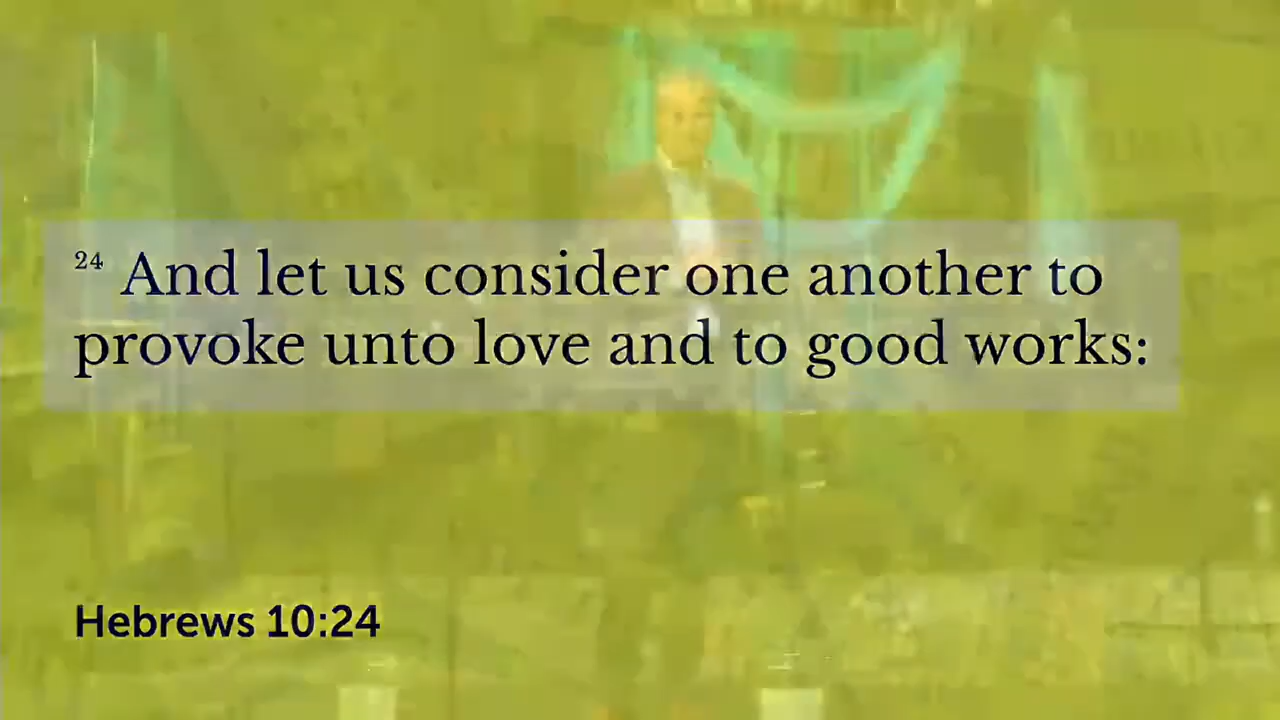 24 And let us consider one another to
provoke unto love and to good works:
Hebrews 10:24